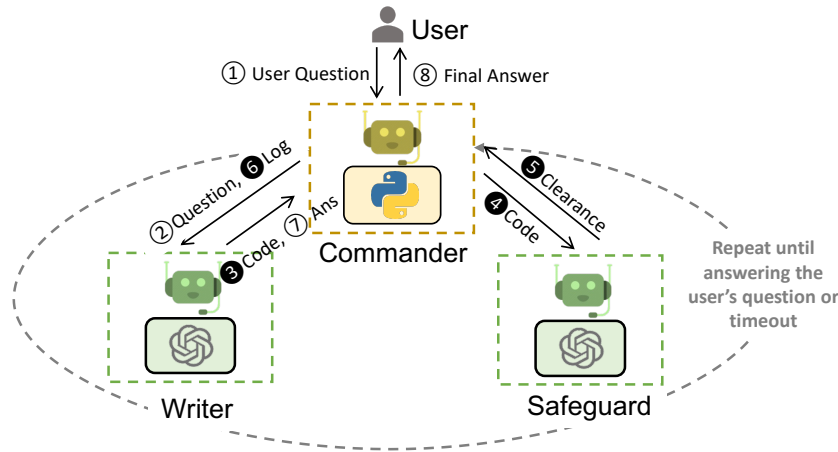 User
① User Question
⑧ Final Answer
② Question, ❻ Log
❸ Code, ⑦ Ans
❺ Clearance
❹ Code
Commander
Repeat until
answering the
user's question or
timeout
Writer
Safeguard